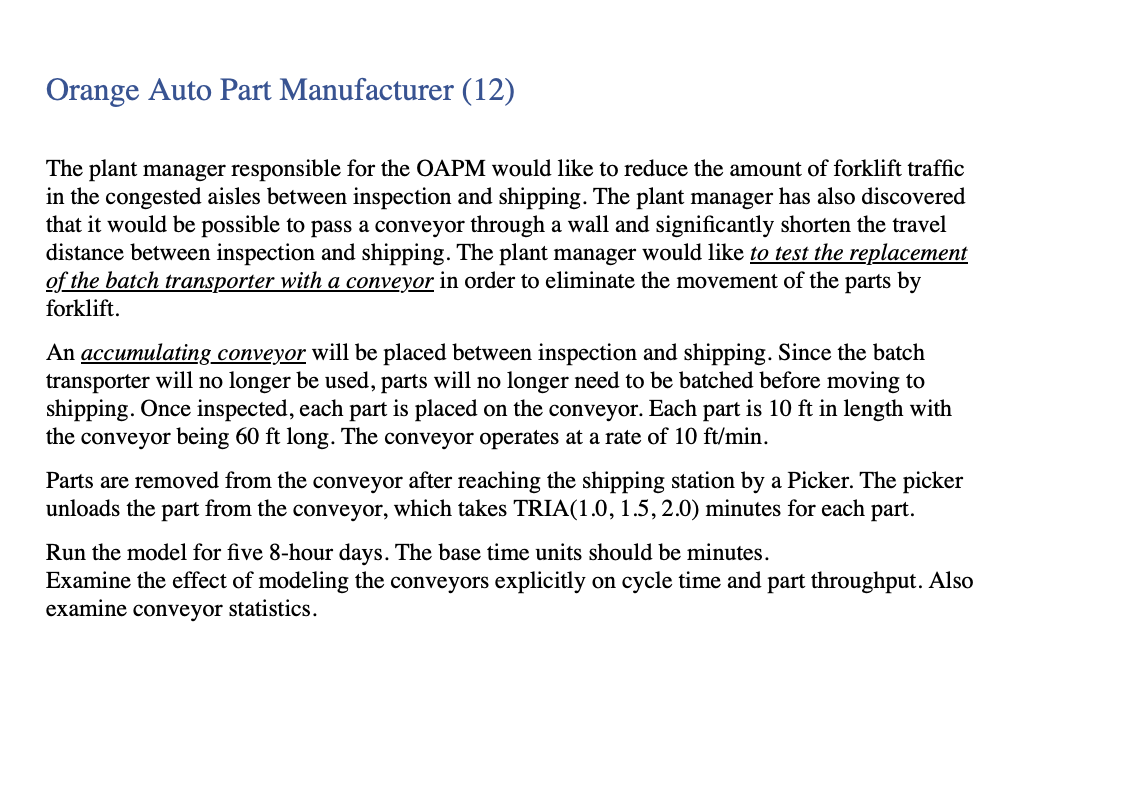 Orange Auto Part Manufacturer (12)
The plant manager responsible for the OAPM would like to reduce the amount of forklift traffic
in the congested aisles between inspection and shipping. The plant manager has also discovered
that it would be possible to pass a conveyor through a wall and significantly shorten the travel
distance between inspection and shipping. The plant manager would like to test the replacement
of the batch transporter with a conveyor in order to eliminate the movement of the parts by
forklift.
An accumulating conveyor will be placed between inspection and shipping. Since the batch
transporter will no longer be used, parts will no longer need to be batched before moving to
shipping. Once inspected, each part is placed on the conveyor. Each part is 10 ft in length with
the conveyor being 60 ft long. The conveyor operates at a rate of 10 ft/min.
Parts are removed from the conveyor after reaching the shipping station by a Picker. The picker
unloads the part from the conveyor, which takes TRIA(1.0, 1.5, 2.0) minutes for each part.
Run the model for five 8-hour days. The base time units should be minutes.
Examine the effect of modeling the conveyors explicitly on cycle time and part throughput. Also
examine conveyor statistics.